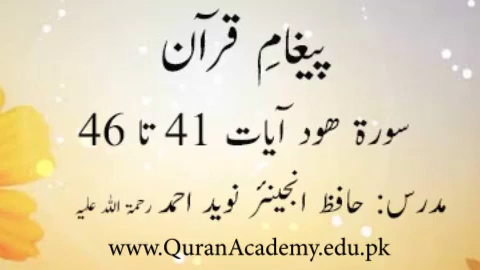 پیغامِ قرآن
سورۃ ھود آیات 41 تا 46
مدرس: حافظ انجینئر نوید احمد رحمۃ اللہ علیہ
www.QuranAcademy.edu.pk